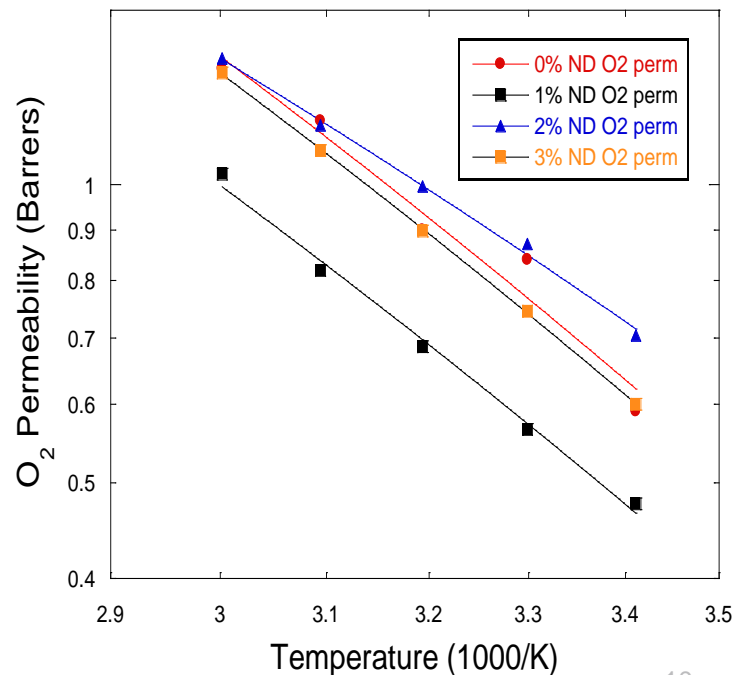 0% ND O2 perm
1% ND O2 perm
2% ND O2 perm
3% ND O2 perm
O2 Permeability (Barrers)
1
0.9
0.8
0.7
0.6
0.5
0.4
2.9 3 3.1 3.2 3.3 3.4 3.5
Temperature (1000/K)